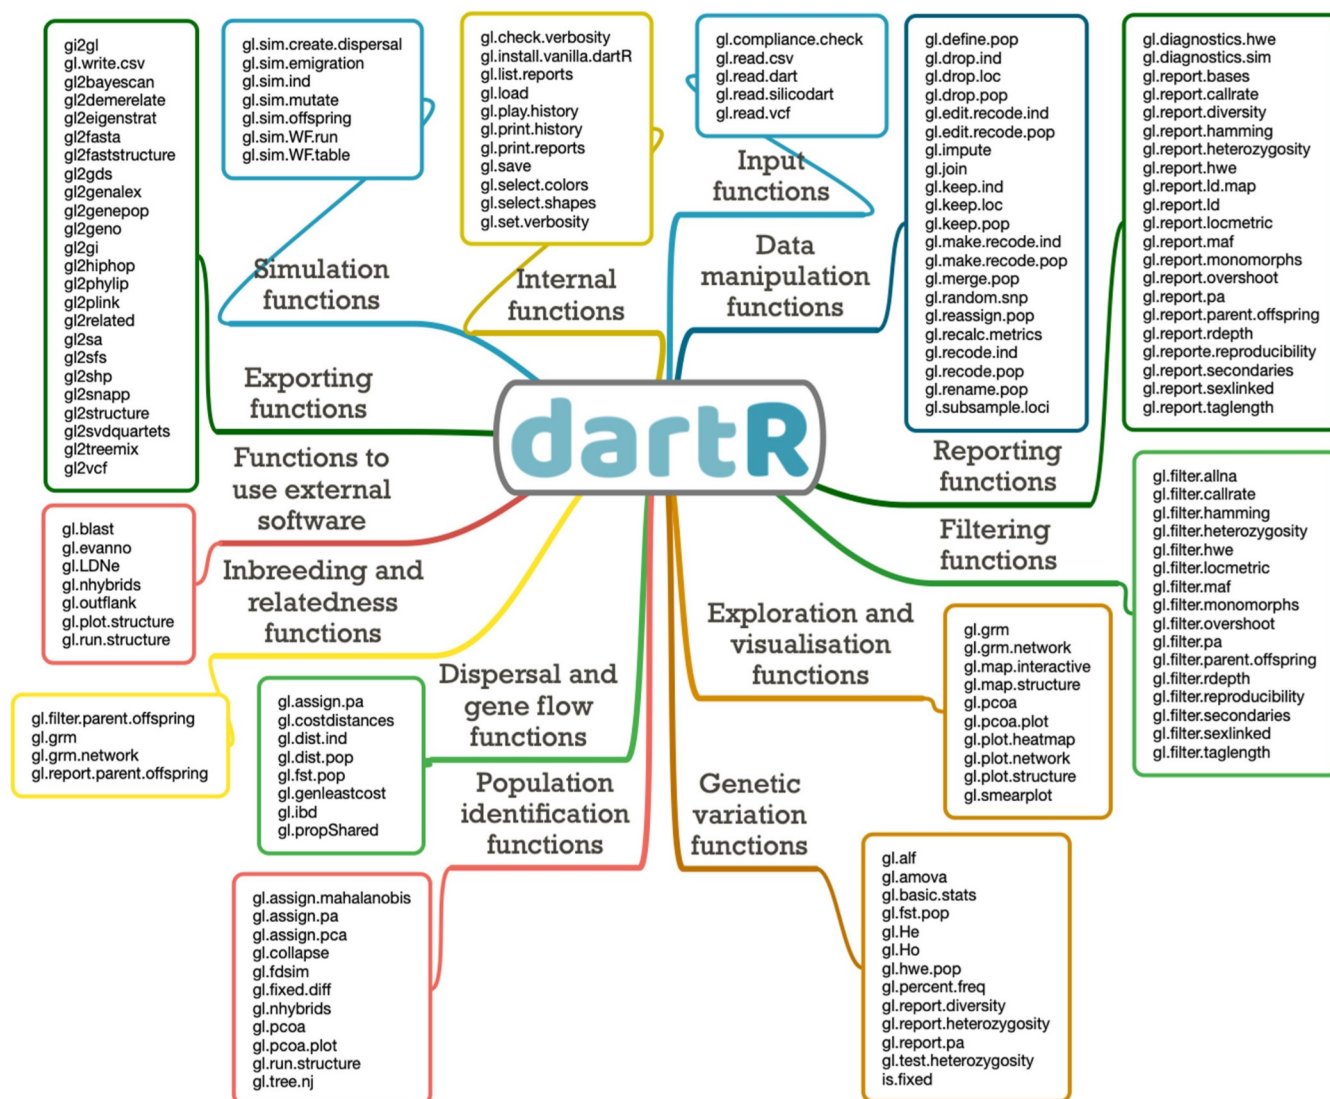 gi2gl
gl.write.csv
gl2bayescan
gl2demerelate
gl2eigenstrat
gl2fasta
gl2faststructure
gl2gds
gl2genalex
gl2genepop
gl2geno
gl2gi
gl2hiphop
gl2phylip
gl2plink
gl2related
gl2sa
gl2sfs
gl2shp
gl2snapp
gl2structure
gl2svdquartets
gl2treemix
gl2vcf
gl.sim.create.dispersal
gl.sim.emigration
gl.sim.ind
gl.sim.mutate
gl.sim.offspring
gl.sim.WF.run
gl.sim.WF.table
gl.check.verbosity
gl.install.vanilla.dartR
gl.list.reports
gl.load
gl.play.history
gl.print.history
gl.print.reports
gl.save
gl.select.colors
gl.select.shapes
gl.set.verbosity
gl.compliance.check
gl.read.csv
gl.read.dart
gl.read.silicodart
gl.read.vcf
gl.define.pop
gl.drop.ind
gl.drop.loc
gl.drop.pop
gl.edit.recode.ind
gl.edit.recode.pop
gl.impute
gl.join
gl.keep.ind
gl.keep.loc
gl.keep.pop
gl.make.recode.ind
gl.make.recode.pop
gl.merge.pop
gl.random.snp
gl.reassign.pop
gl.recalc.metrics
gl.recode.ind
gl.recode.pop
gl.rename.pop
gl.subsample.loci
gl.diagnostics.hwe
gl.diagnostics.sim
gl.report.bases
gl.report.callrate
gl.report.diversity
gl.report.hamming
gl.report.heterozygosity
gl.report.hwe
gl.report.ld.map
gl.report.ld
gl.report.locmetric
gl.report.maf
gl.report.monomorphs
gl.report.overshoot
gl.report.pa
gl.report.parent.offspring
gl.report.rdepth
gl.reporte.reproducibility
gl.report.secondaries
gl.report.sexlinked
gl.report.taglength
Simulation
functions
Internal
functions
Input
functions
Data
manipulation
functions
Exporting
functions
dartR
Reporting
functions
Functions to
use external
software
Filtering
functions
gl.blast
gl.evanno
gl.LDNe
gl.nhybrids
gl.outflank
gl.plot.structure
gl.run.structure
Inbreeding and
relatedness
functions
gl.filter.allna
gl.filter.callrate
gl.filter.hamming
gl.filter.heterozygosity
gl.filter.hwe
gl.filter.locmetric
gl.filter.maf
gl.filter.monomorphs
gl.filter.overshoot
gl.filter.pa
gl.filter.parent.offspring
gl.filter.rdepth
gl.filter.reproducibility
gl.filter.secondaries
gl.filter.sexlinked
gl.filter.taglength
Exploration and
visualisation
functions
gl.grm
gl.grm.network
gl.map.interactive
gl.map.structure
gl.pcoa
gl.pcoa.plot
gl.plot.heatmap
gl.plot.network
gl.plot.structure
gl.smearplot
gl.filter.parent.offspring
gl.grm
gl.grm.network
gl.report.parent.offspring
Dispersal and
gene flow
functions
gl.assign.pa
gl.costdistances
gl.dist.ind
gl.dist.pop
gl.fst.pop
gl.genleastcost
gl.ibd
gl.propShared
Population
identification
functions
Genetic
variation
functions
gl.assign.mahalanobis
gl.assign.pa
gl.assign.pca
gl.collapse
gl.fdsim
gl.fixed.diff
gl.nhybrids
gl.pcoa
gl.pcoa.plot
gl.run.structure
gl.tree.nj
gl.alf
gl.amova
gl.basic.stats
gl.fst.pop
gl.He
gl.Ho
gl.hwe.pop
gl.percent.freq
gl.report.diversity
gl.report.heterozygosity
gl.report.pa
gl.test.heterozygosity
is.fixed